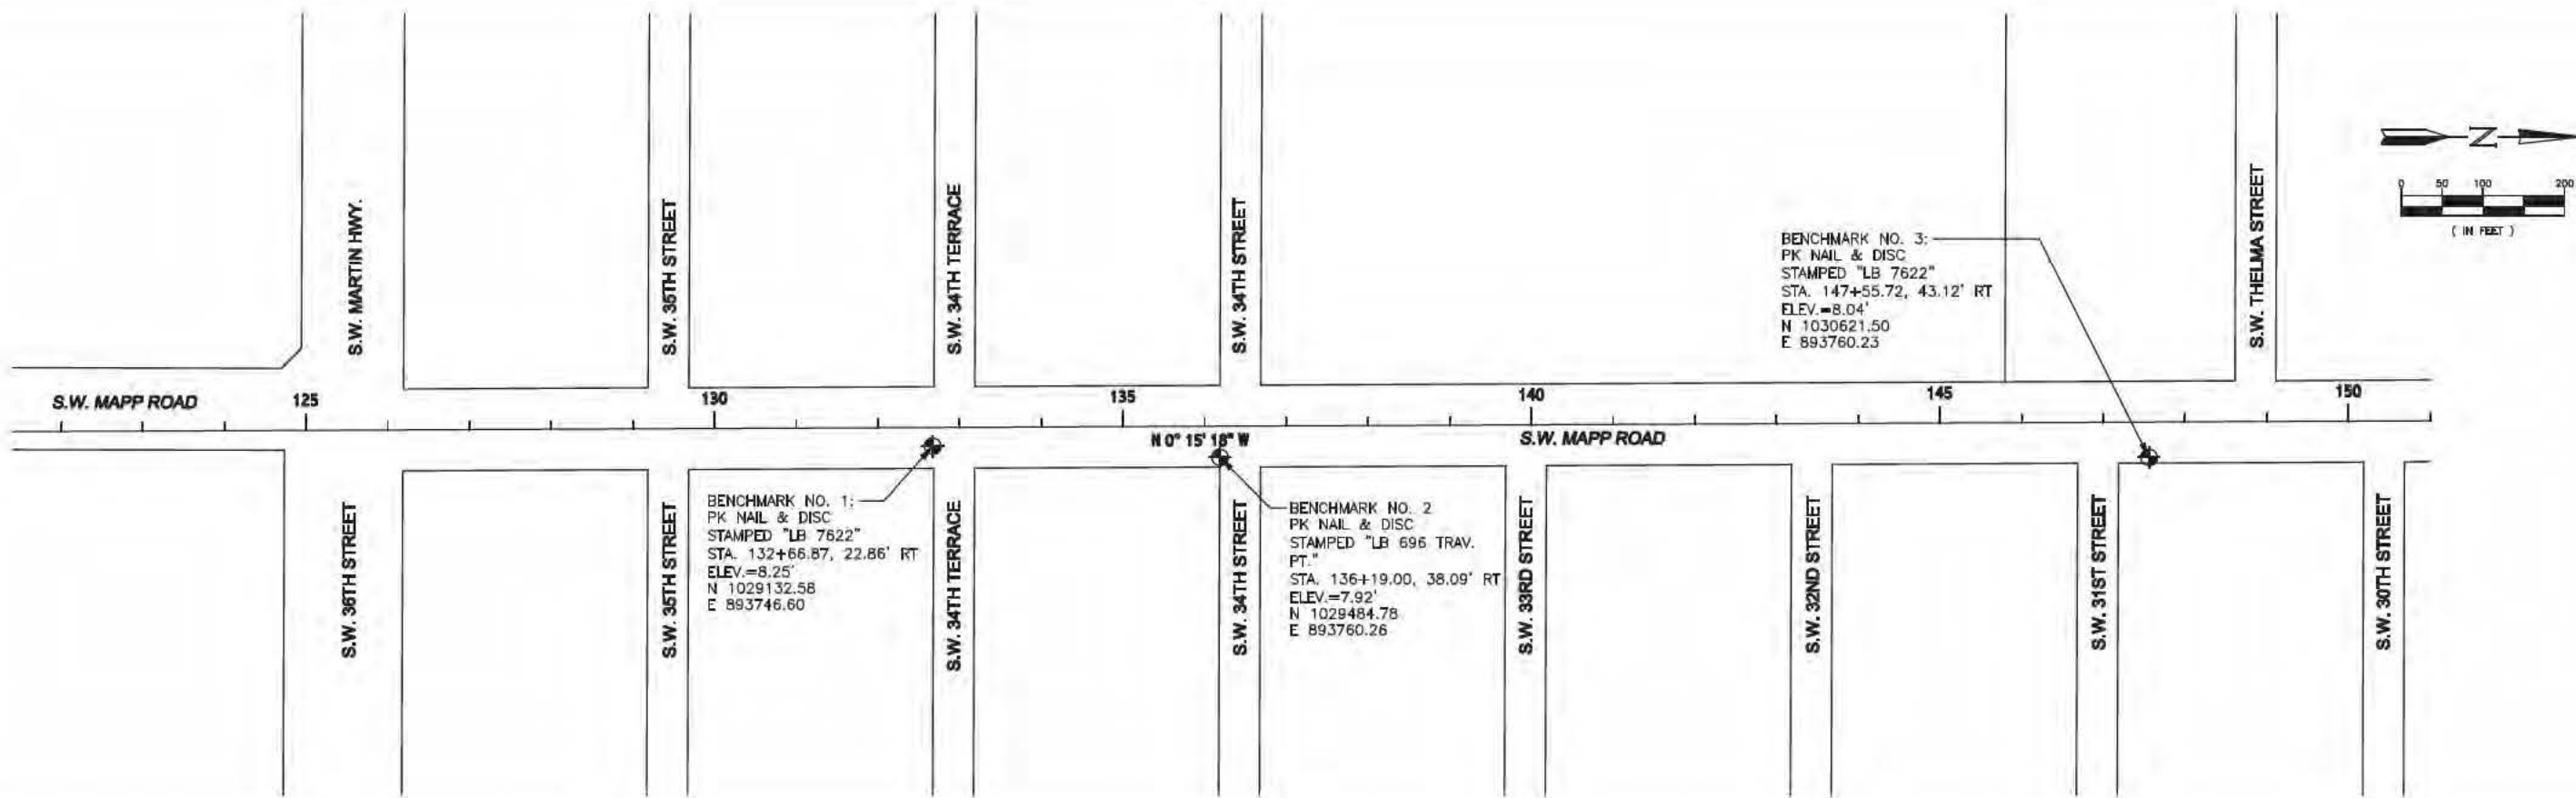 S.W. MARTIN HWY.
S.W. 35TH STREET
S.W. 34TH TERRACE
S.W. 34TH STREET
S.W. THELMA STREET
N
0 50 100 200
( IN FEET )
BENCHMARK NO. 3:
PK NAIL & DISC
STAMPED "LB 7622"
STA. 147+55.72, 43.12' RT
ELEV.=8.04'
N 1030621.50
E 893760.23
S.W. MAPP ROAD
125
130
135
140
145
150
N 0° 15' 18" W
S.W. MAPP ROAD
S.W. 36TH STREET
S.W. 35TH STREET
BENCHMARK NO. 1:
PK NAIL & DISC
STAMPED "LB 7622"
STA. 132+66.87, 22.86' RT
ELEV.=8.25'
N 1029132.58
E 893746.60
S.W. 34TH TERRACE
S.W. 34TH STREET
BENCHMARK NO. 2
PK NAIL & DISC
STAMPED "LB 696 TRAV.
PT."
STA. 136+19.00, 38.09' RT
ELEV.=7.92'
N 1029484.78
E 893760.26
S.W. 33RD STREET
S.W. 32ND STREET
S.W. 31ST STREET
S.W. 30TH STREET